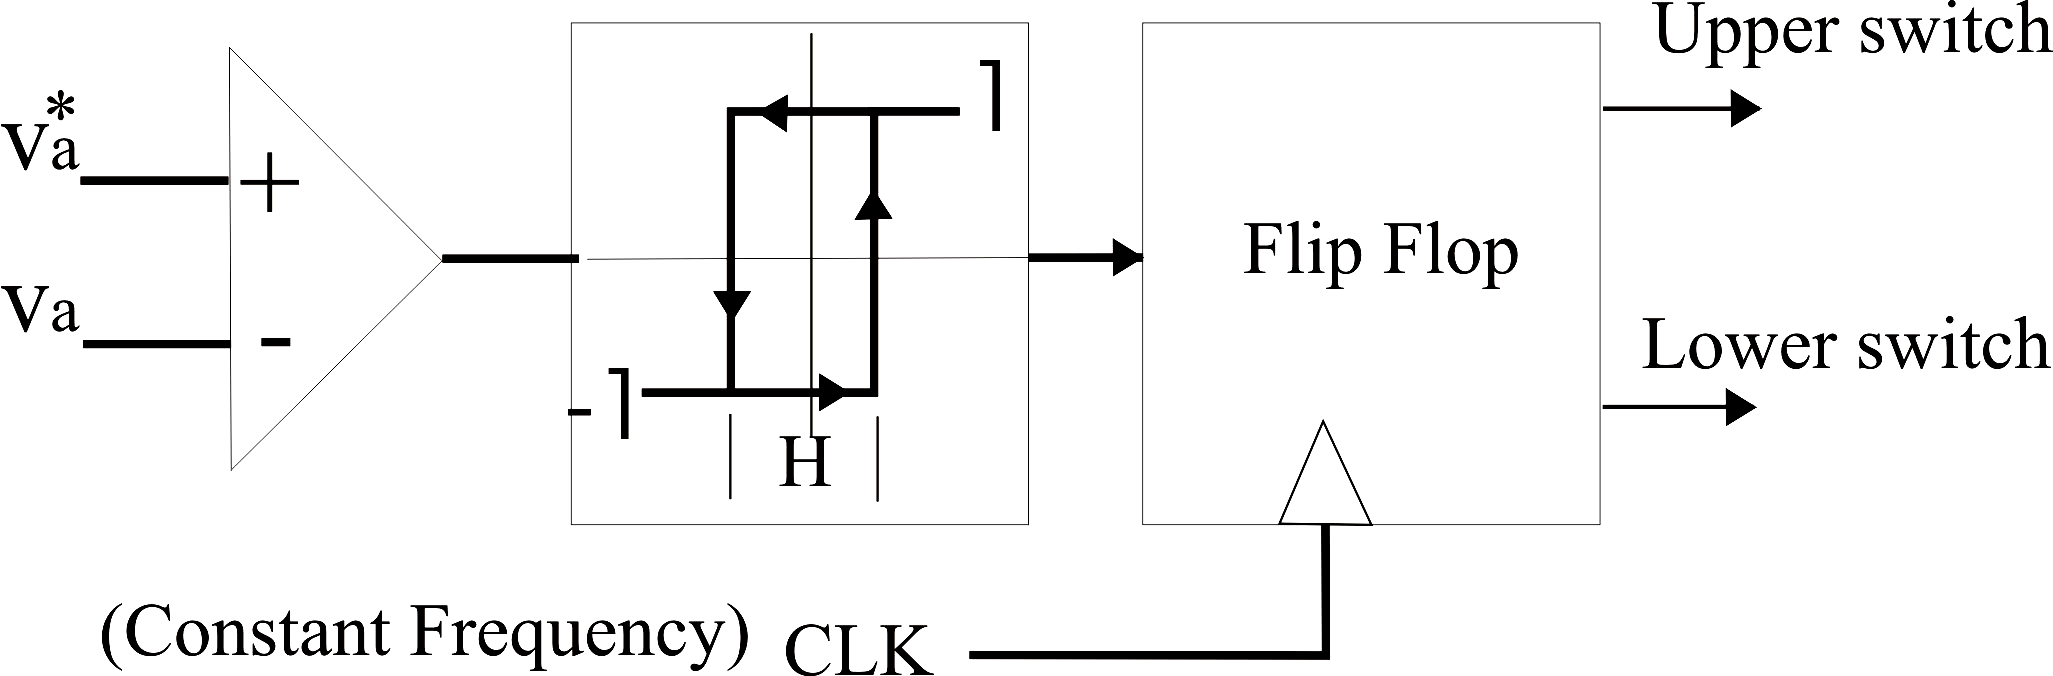 va*
+
va
-
1
-1
H
Flip Flop
Upper switch
Lower switch
(Constant Frequency) CLK